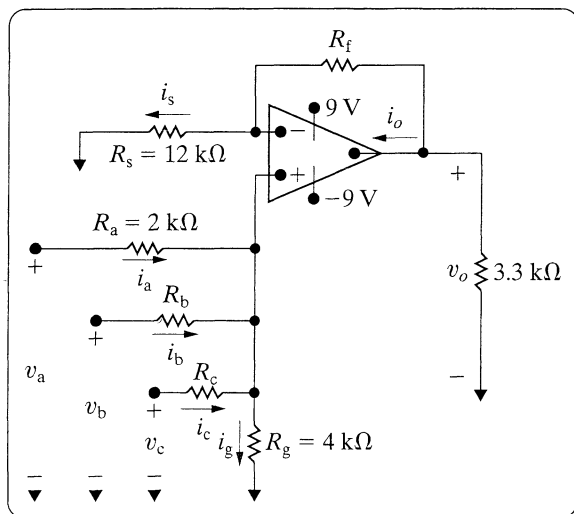 R_f
i_s
9 V
i_o
−
R_s = 12 kΩ
+
+
−9 V
R_a = 2 kΩ
+
i_a
v_o
3.3 kΩ
R_b
+
i_b
v_a
−
R_c
v_b
+
i_c
i_g
R_g = 4 kΩ
v_c
− − −